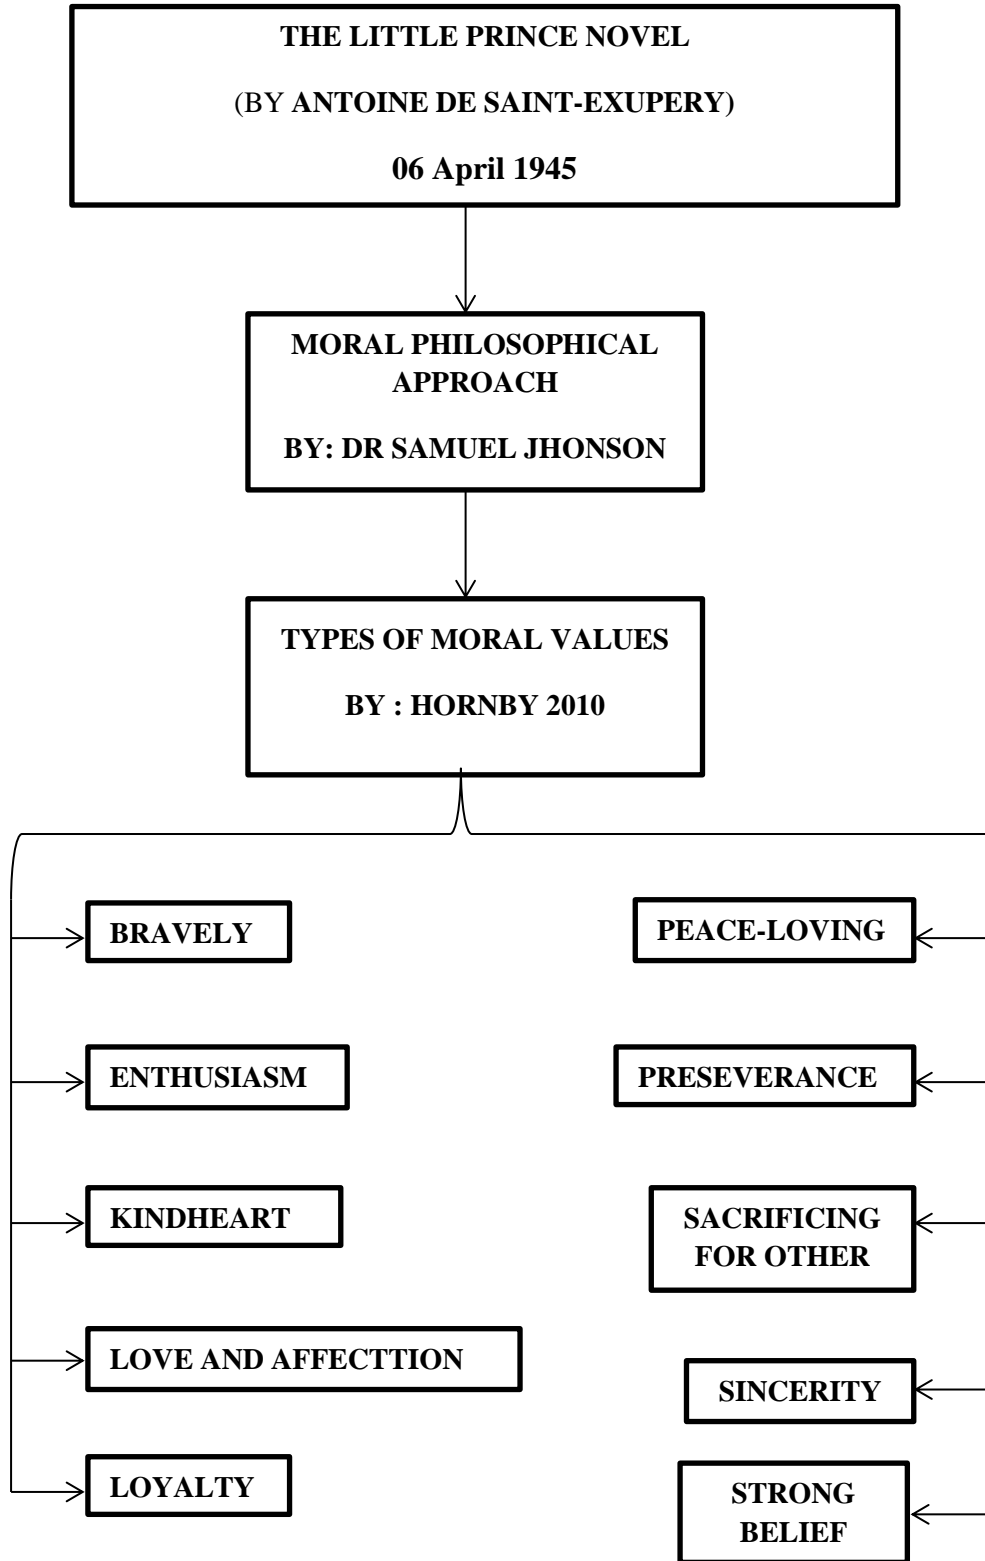 THE LITTLE PRINCE NOVEL
(BY ANTOINE DE SAINT-EXUPERY)
06 April 1945
MORAL PHILOSOPHICAL
APPROACH
BY: DR SAMUEL JHONSON
TYPES OF MORAL VALUES
BY : HORNBY 2010
BRAVELY
ENTHUSIASM
KINDHEART
LOVE AND AFFECTTION
LOYALTY
PEACE-LOVING
PRESEVERANCE
SACRIFICING
FOR OTHER
SINCERITY
STRONG
BELIEF